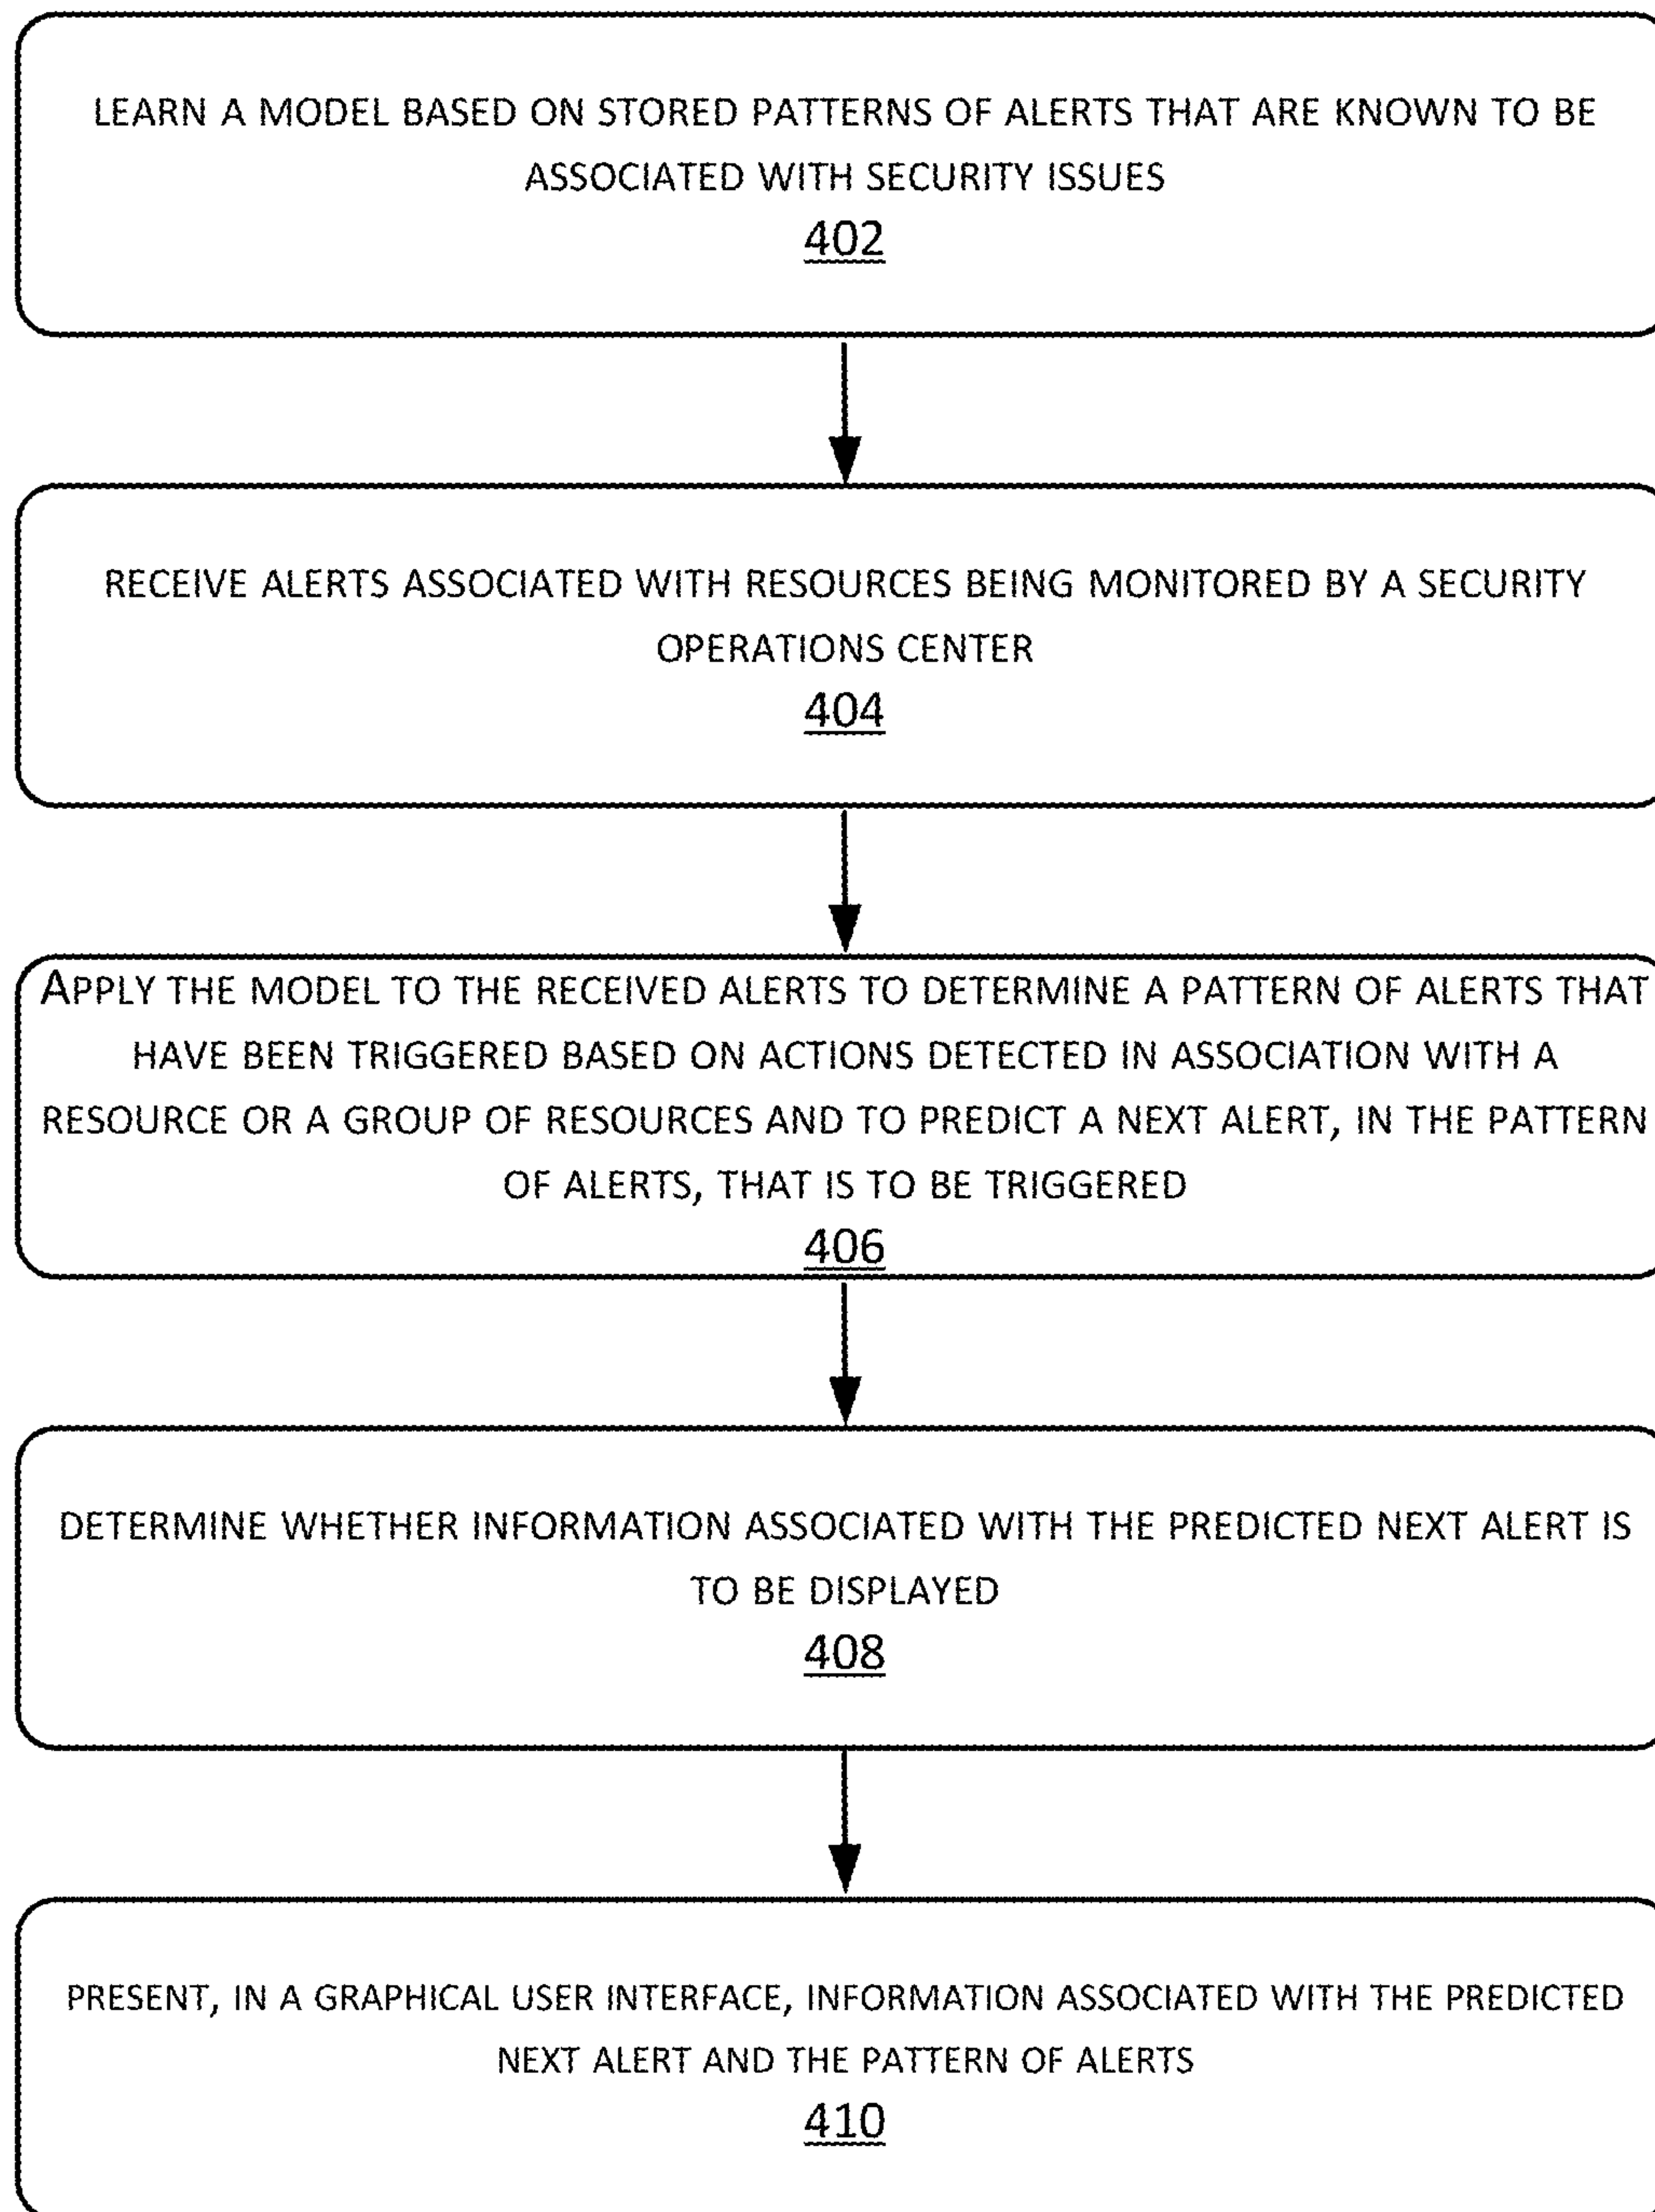 LEARN A MODEL BASED ON STORED PATTERNS OF ALERTS THAT ARE KNOWN TO BE
ASSOCIATED WITH SECURITY ISSUES
402
RECEIVE ALERTS ASSOCIATED WITH RESOURCES BEING MONITORED BY A SECURITY
OPERATIONS CENTER
404
APPLY THE MODEL TO THE RECEIVED ALERTS TO DETERMINE A PATTERN OF ALERTS THAT
HAVE BEEN TRIGGERED BASED ON ACTIONS DETECTED IN ASSOCIATION WITH A
RESOURCE OR A GROUP OF RESOURCES AND TO PREDICT A NEXT ALERT, IN THE PATTERN
OF ALERTS, THAT IS TO BE TRIGGERED
406
DETERMINE WHETHER INFORMATION ASSOCIATED WITH THE PREDICTED NEXT ALERT IS
TO BE DISPLAYED
408
PRESENT, IN A GRAPHICAL USER INTERFACE, INFORMATION ASSOCIATED WITH THE PREDICTED
NEXT ALERT AND THE PATTERN OF ALERTS
410